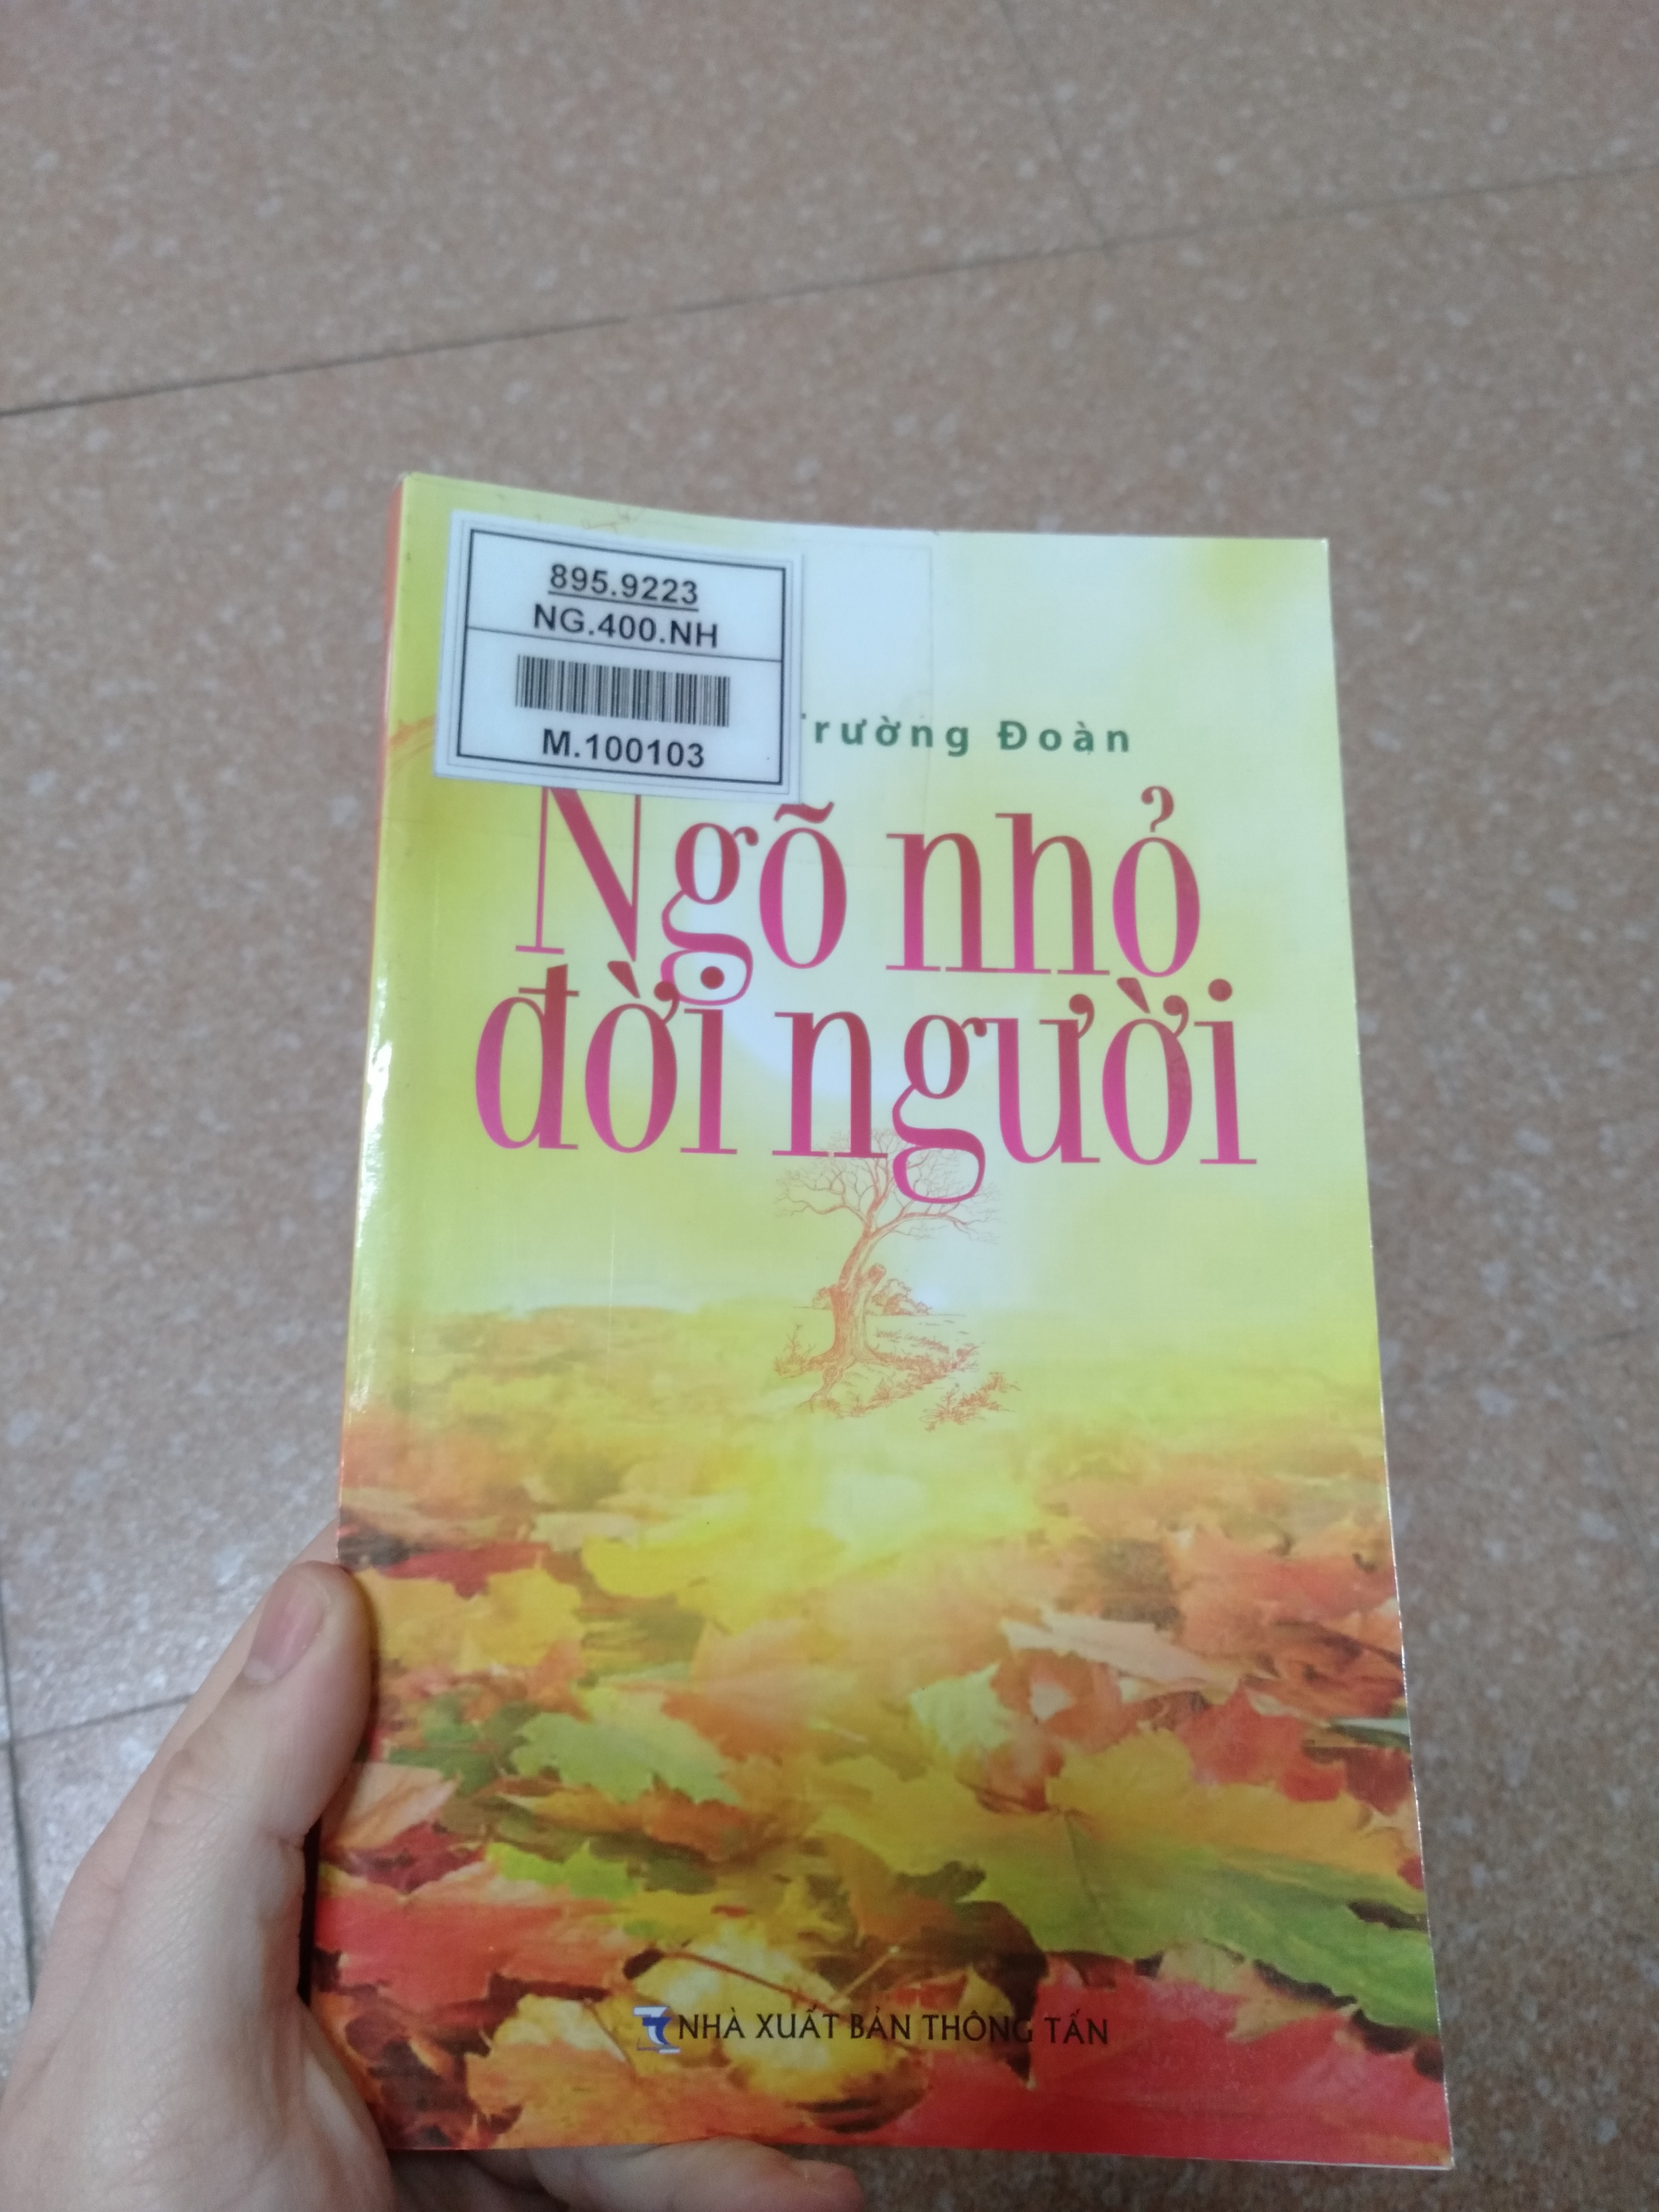 895.9223
NG.400.NH
M.100103
Trường Đoàn
Ngõ nhỏ
đời người
NHÀ XUẤT BẢN THÔNG TẤN